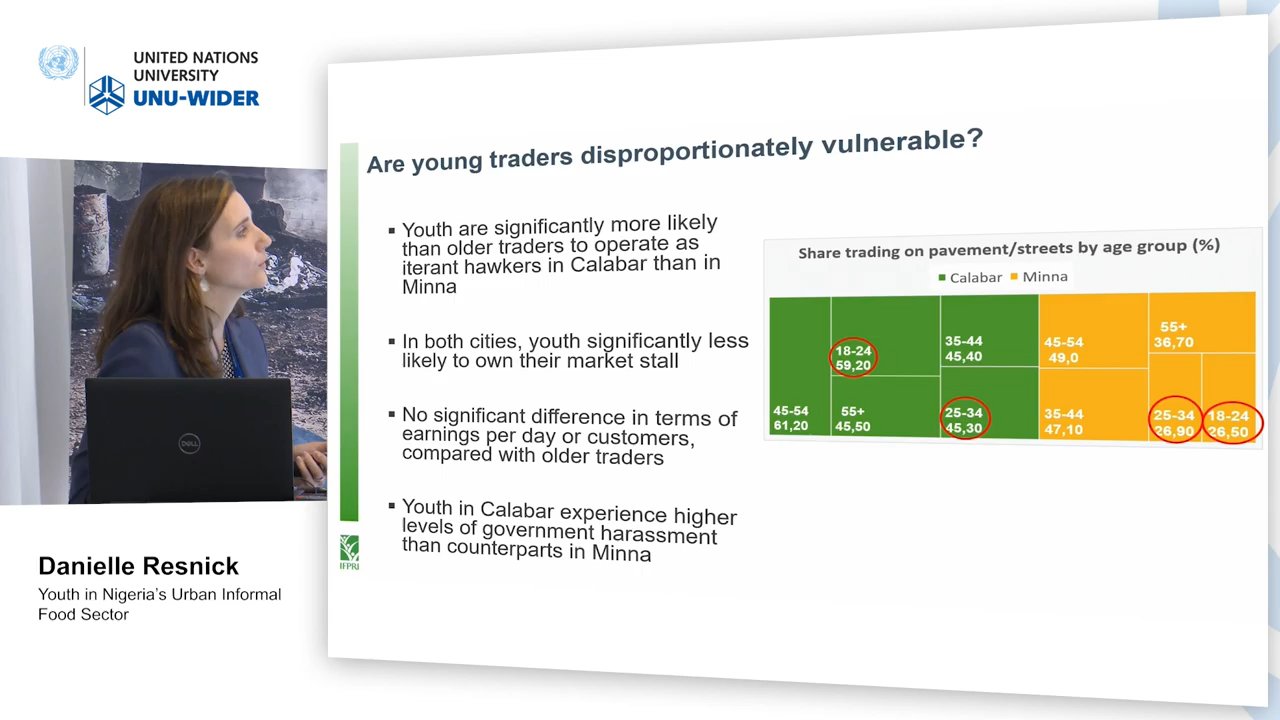 UNITED NATIONS
UNIVERSITY
UNU-WIDER
Danielle Resnick
Youth in Nigeria's Urban Informal
Food Sector
Are young traders disproportionately vulnerable?
▪ Youth are significantly more likely
than older traders to operate as
iterant hawkers in Calabar than in
Minna
▪ In both cities, youth significantly less
likely to own their market stall
▪ No significant difference in terms of
earnings per day or customers,
compared with older traders
▪ Youth in Calabar experience higher
levels of government harassment
than counterparts in Minna
IFPRI
Share trading on pavement/streets by age group (%)
Calabar Minna
45-54
61,20
18-24
59,20
55+
45,50
35-44
45,40
25-34
45,30
45-54
49,0
35-44
47,10
55+
36,70
25-34
26,90
18-24
26,50
DELL